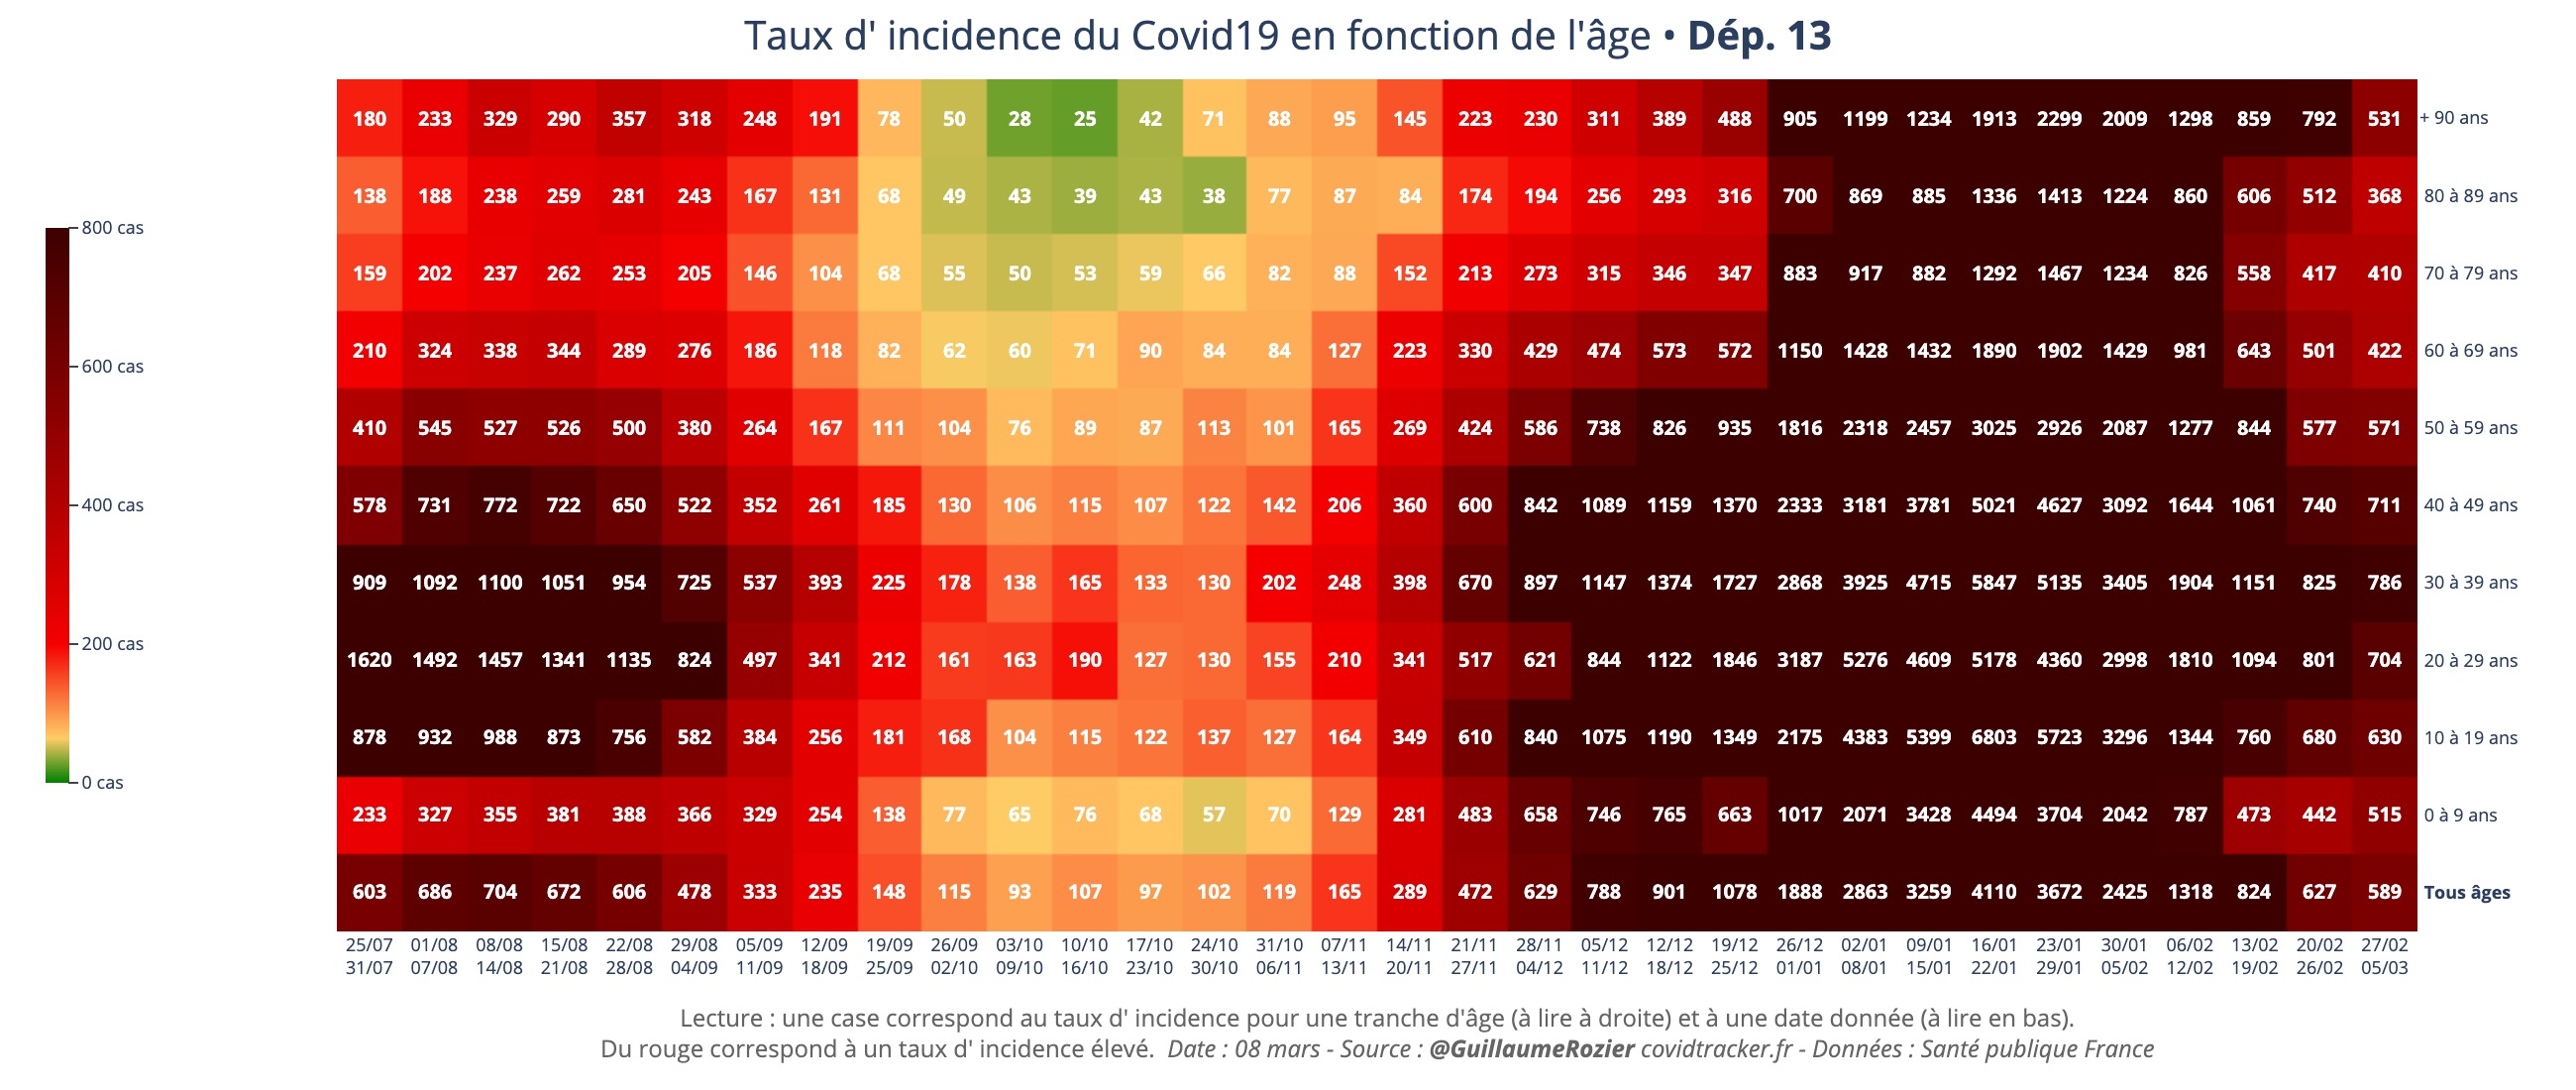 Taux d' incidence du Covid19 en fonction de l'âge • Dép. 13
800 cas
600 cas
400 cas
200 cas
0 cas
180 233 329 290 357 318 248 191 78 50 28 25 42 71 88 95 145 223 230 311 389 488 905 1199 1234 1913 2299 2009 1298 859 792 531 + 90 ans
138 188 238 259 281 243 167 131 68 49 43 39 43 38 77 87 84 174 194 256 293 316 700 869 885 1336 1413 1224 860 606 512 368 80 à 89 ans
159 202 237 262 253 205 146 104 68 55 50 53 59 66 82 88 152 213 273 315 346 347 883 917 882 1292 1467 1234 826 558 417 410 70 à 79 ans
210 324 338 344 289 276 186 118 82 62 60 71 90 84 84 127 223 330 429 474 573 572 1150 1428 1432 1890 1902 1429 981 643 501 422 60 à 69 ans
410 545 527 526 500 380 264 167 111 104 76 89 87 113 101 165 269 424 586 738 826 935 1816 2318 2457 3025 2926 2087 1277 844 577 571 50 à 59 ans
578 731 772 722 650 522 352 261 185 130 106 115 107 122 142 206 360 600 842 1089 1159 1370 2333 3181 3781 5021 4627 3092 1644 1061 740 711 40 à 49 ans
909 1092 1100 1051 954 725 537 393 225 178 138 165 133 130 202 248 398 670 897 1147 1374 1727 2868 3925 4715 5847 5135 3405 1904 1151 825 786 30 à 39 ans
1620 1492 1457 1341 1135 824 497 341 212 161 163 190 127 130 155 210 341 517 621 844 1122 1846 3187 5276 4609 5178 4360 2998 1810 1094 801 704 20 à 29 ans
878 932 988 873 756 582 384 256 181 168 104 115 122 137 127 164 349 610 840 1075 1190 1349 2175 4383 5399 6803 5723 3296 1344 760 680 630 10 à 19 ans
233 327 355 381 388 366 329 254 138 77 65 76 68 57 70 129 281 483 658 746 765 663 1017 2071 3428 4494 3704 2042 787 473 442 515 0 à 9 ans
603 686 704 672 606 478 333 235 148 115 93 107 97 102 119 165 289 472 629 788 901 1078 1888 2863 3259 4110 3672 2425 1318 824 627 589 Tous âges
25/07 01/08 08/08 15/08 22/08 29/08 05/09 12/09 19/09 26/09 03/10 10/10 17/10 24/10 31/10 07/11 14/11 21/11 28/11 05/12 12/12 19/12 26/12 02/01 09/01 16/01 23/01 30/01 06/02 13/02 20/02 27/02
31/07 07/08 14/08 21/08 28/08 04/09 11/09 18/09 25/09 02/10 09/10 16/10 23/10 30/10 06/11 13/11 20/11 27/11 04/12 11/12 18/12 25/12 01/01 08/01 15/01 22/01 29/01 05/02 12/02 19/02 26/02 05/03
Lecture : une case correspond au taux d' incidence pour une tranche d'âge (à lire à droite) et à une date donnée (à lire en bas).
Du rouge correspond à un taux d' incidence élevé. Date : 08 mars - Source : @GuillaumeRozier covidtracker.fr - Données : Santé publique France